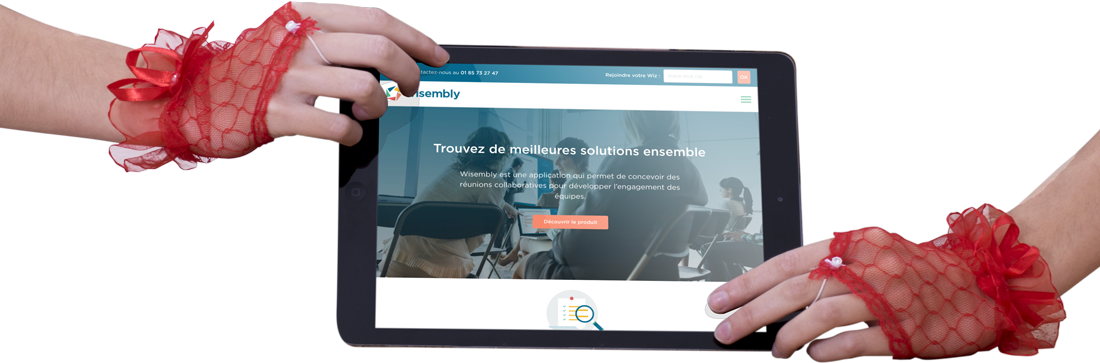 ctez-nous au 01 85 73 27 47
Rejoindre votre Wiz :
OK
isembly
Trouvez de meilleures solutions ensemble
Wisembly est une application qui permet de concevoir des
réunions collaboratives pour développer l'engagement des
équipes.
Découvrir le produit